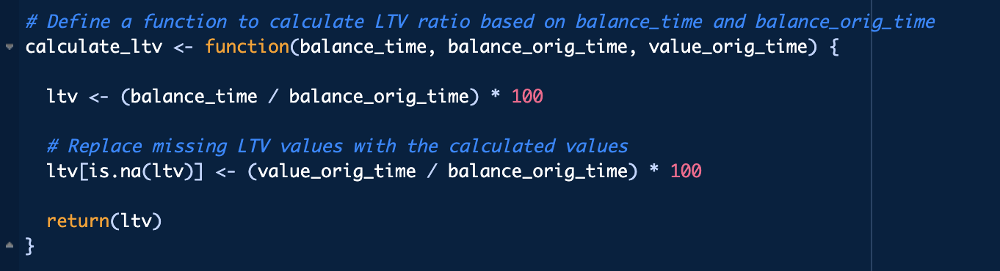 # Define a function to calculate LTV ratio based on balance_time and balance_orig_time
calculate_ltv <- function(balance_time, balance_orig_time, value_orig_time) {
ltv <- (balance_time / balance_orig_time) * 100
# Replace missing LTV values with the calculated values
ltv[is.na(ltv)] <- (value_orig_time / balance_orig_time) * 100
return(ltv)
}